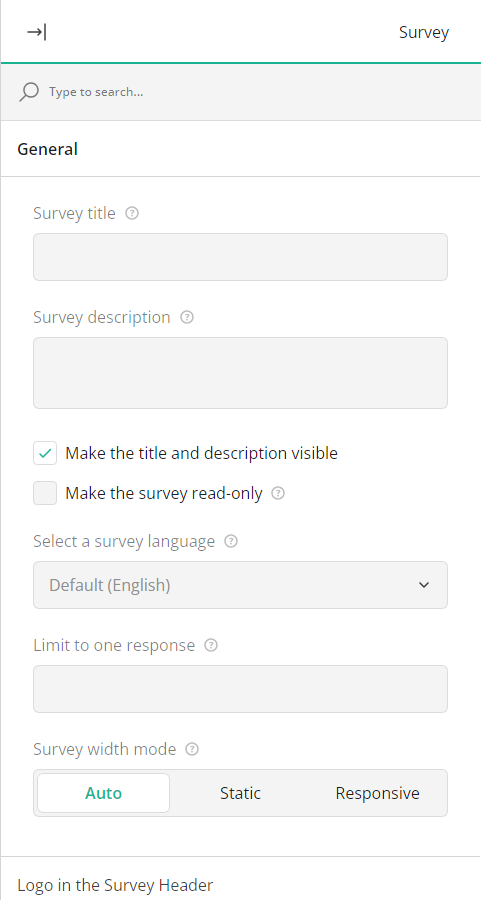 Survey
Type to search...
General
Survey title
Survey description
Make the title and description visible
Make the survey read-only
Select a survey language
Default (English)
Limit to one response
Survey width mode
Auto Static Responsive
Logo in the Survey Header